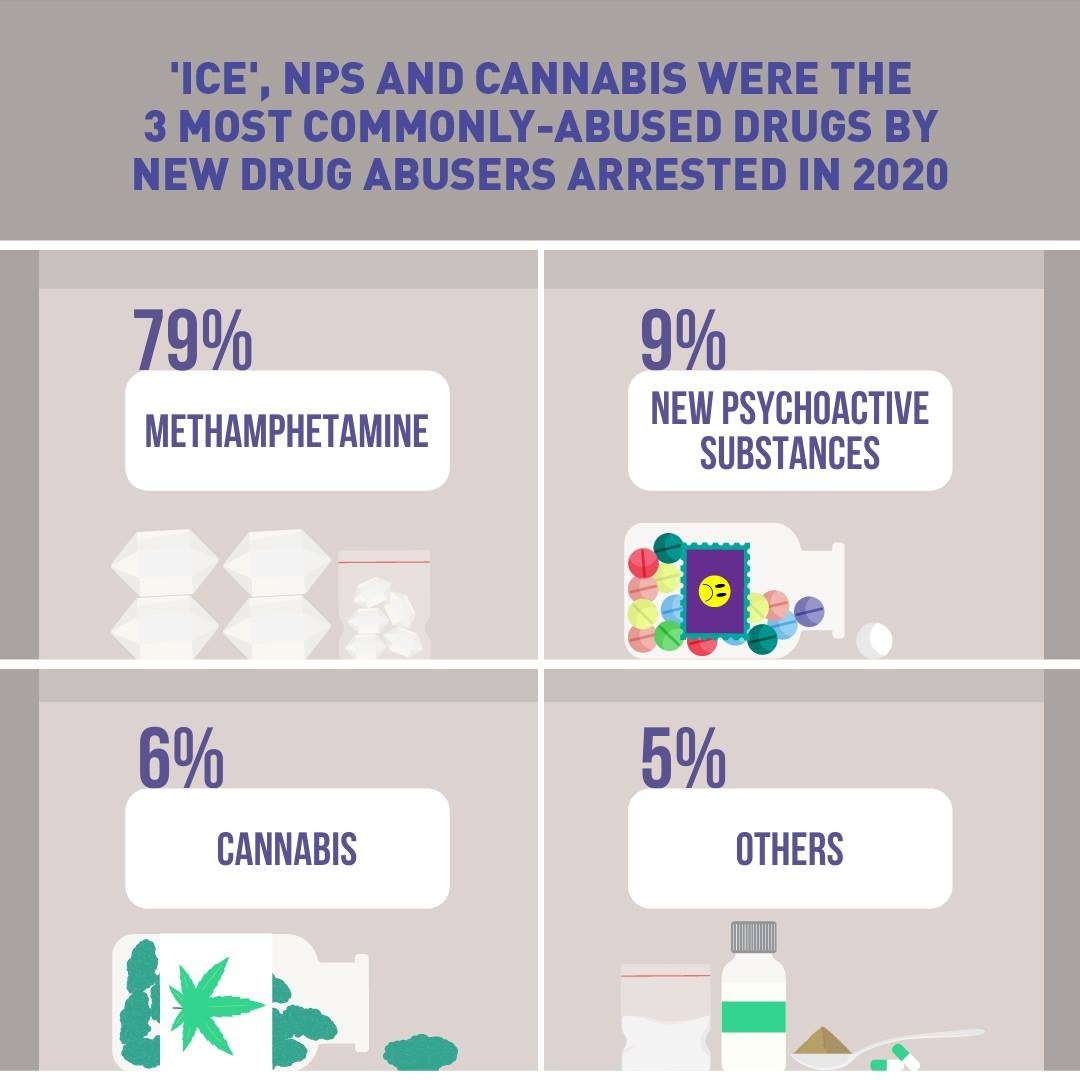 'ICE', NPS AND CANNABIS WERE THE
3 MOST COMMONLY-ABUSED DRUGS BY
NEW DRUG ABUSERS ARRESTED IN 2020
79%
METHAMPHETAMINE
9%
NEW PSYCHOACTIVE
SUBSTANCES
6%
CANNABIS
5%
OTHERS